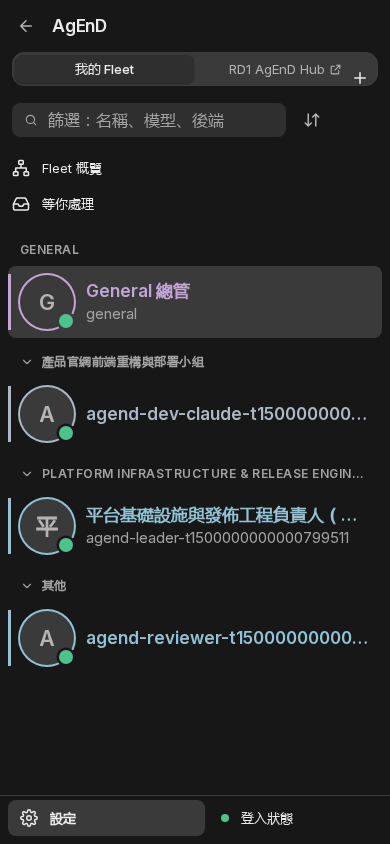 AgEnD
我的 Fleet
RD1 AgEnD Hub
篩選：名稱、模型、後端
Fleet 概覽
等你處理
GENERAL
G
General 總管
general
產品官網前端重構與部署小組
A
agend-dev-claude-t150000000...
PLATFORM INFRASTRUCTURE & RELEASE ENGIN...
平
平台基礎設施與發佈工程負責人（...
agend-leader-t1500000000000799511
其他
A
agend-reviewer-t15000000000...
設定
登入狀態